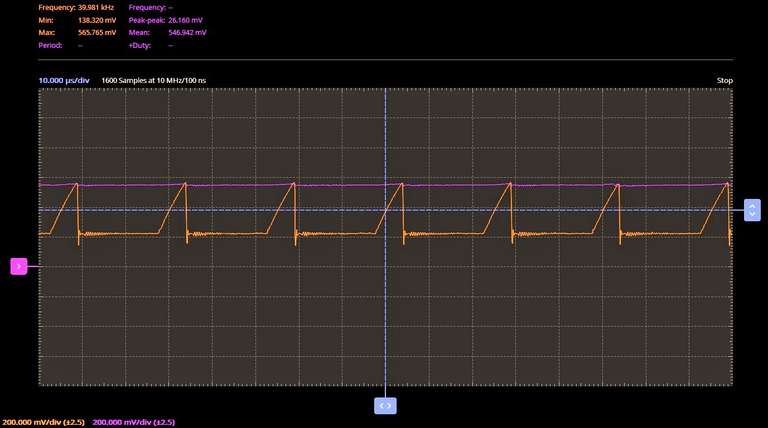 Frequency: 39.981 kHz Frequency: --
Min: 138.320 mV Peak-peak: 26.160 mV
Max: 565.765 mV Mean: 546.942 mV
Period: -- +Duty: --
10.000 µs/div 1600 Samples at 10 MHz/100 ns Stop
200.000 mV/div (±2.5) 200.000 mV/div (±2.5)